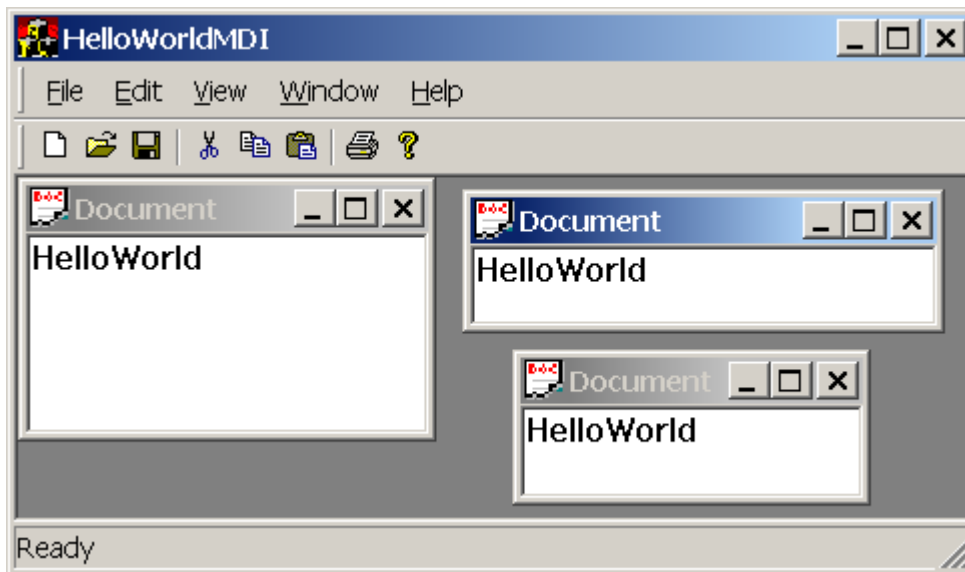 HelloWorldMDI
File Edit View Window Help
Document
HelloWorld
Document
HelloWorld
Document
HelloWorld
Ready